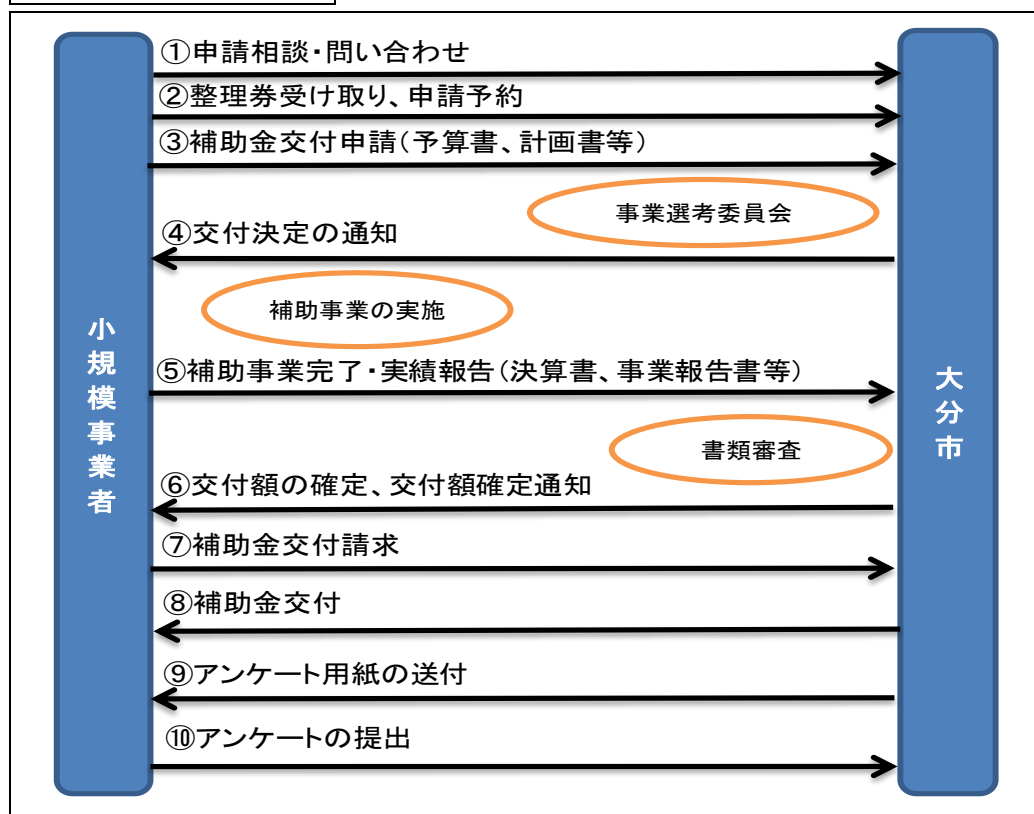 ①申請相談・問い合わせ
②整理券受け取り、申請予約
③補助金交付申請(予算書、計画書等)
事業選考委員会
④交付決定の通知
補助事業の実施
小規模事業者
⑤補助事業完了・実績報告(決算書、事業報告書等)
大分市
書類審査
⑥交付額の確定、交付額確定通知
⑦補助金交付請求
⑧補助金交付
⑨アンケート用紙の送付
⑩アンケートの提出